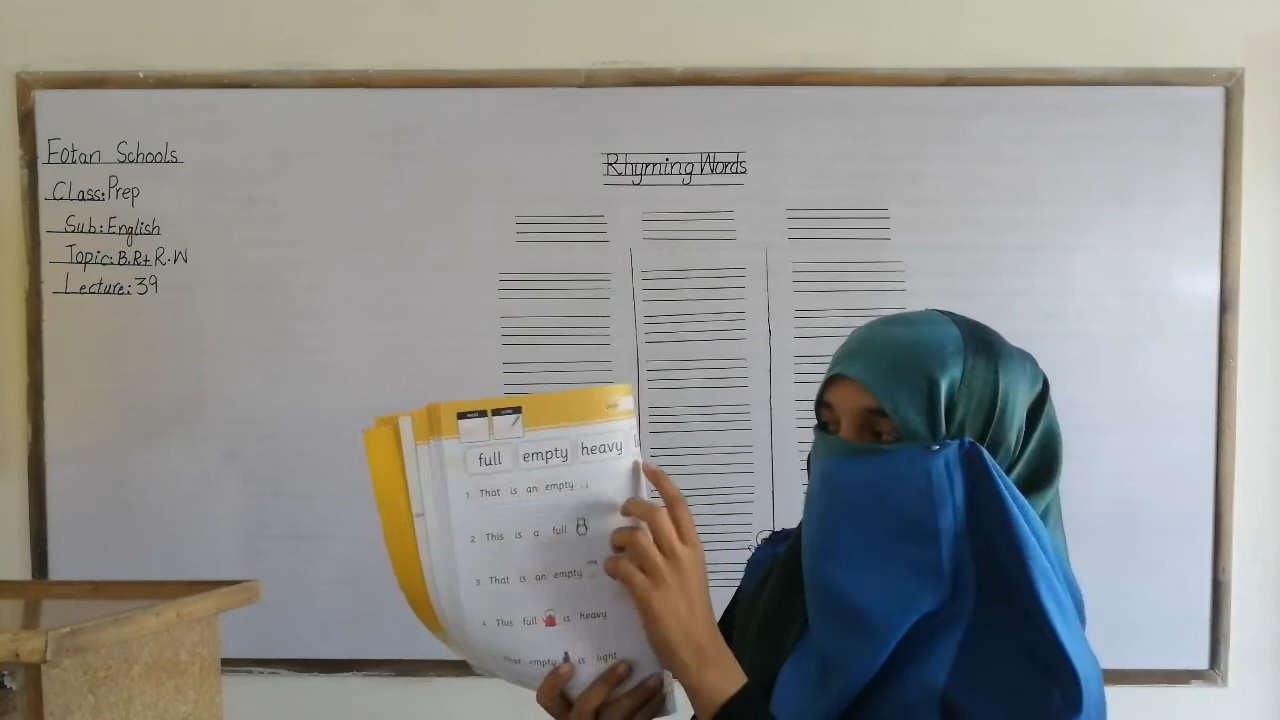 Fotan Schools
Class: Prep
Sub: English
Topic: B.R+ R.W
Lecture: 39
Rhyming Words
full empty heavy
1 That is an empty
2 This is a full
3 That is an empty
4 This full is heavy
That empty is light